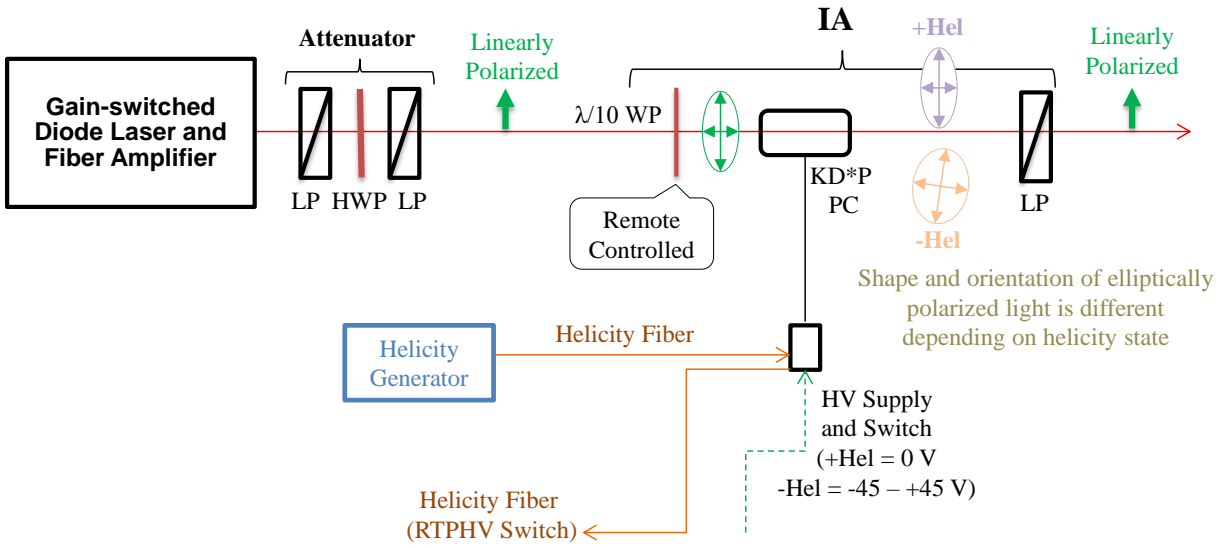 IA
Attenuator
Linearly
Polarized
+Hel
Linearly
Polarized
Gain-switched
Diode Laser and
Fiber Amplifier
λ/10 WP
LP
HWP
LP
KD*P
PC
LP
Remote
Controlled
-Hel
Shape and orientation of elliptically
polarized light is different
depending on helicity state
Helicity Fiber
Helicity
Generator
HV Supply
and Switch
(+Hel = 0 V
-Hel = -45 – +45 V)
Helicity Fiber
(RTPHV Switch)